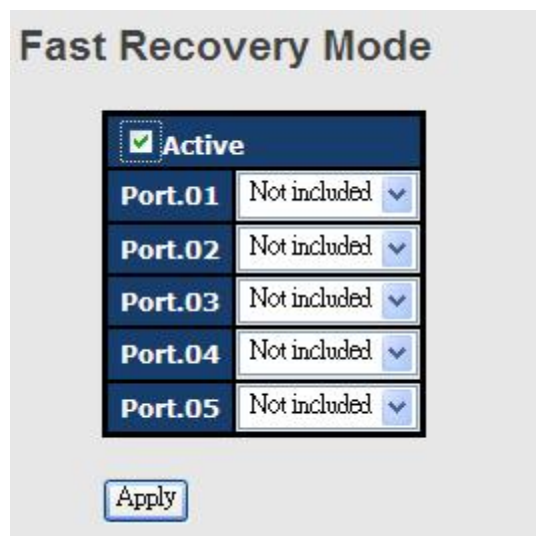 Fast Recovery Mode
Active
Port.01 Not included
Port.02 Not included
Port.03 Not included
Port.04 Not included
Port.05 Not included
Apply